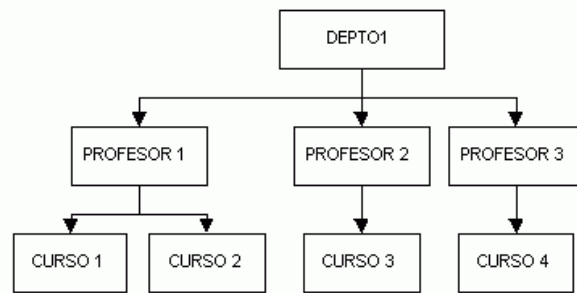 DEPTO1
PROFESOR 1
PROFESOR 2
PROFESOR 3
CURSO 1
CURSO 2
CURSO 3
CURSO 4